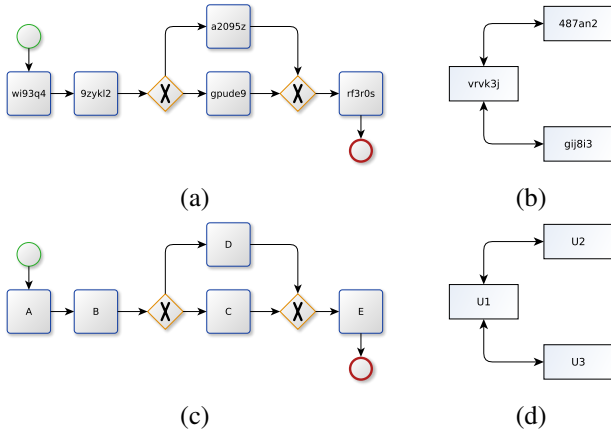 a2095z
487an2
wi93q4 9zykl2 X gpude9 X rf3r0s
vrvk3j
gij8i3
(a) (b)
D
U2
A B X C X E
U1
U3
(c) (d)